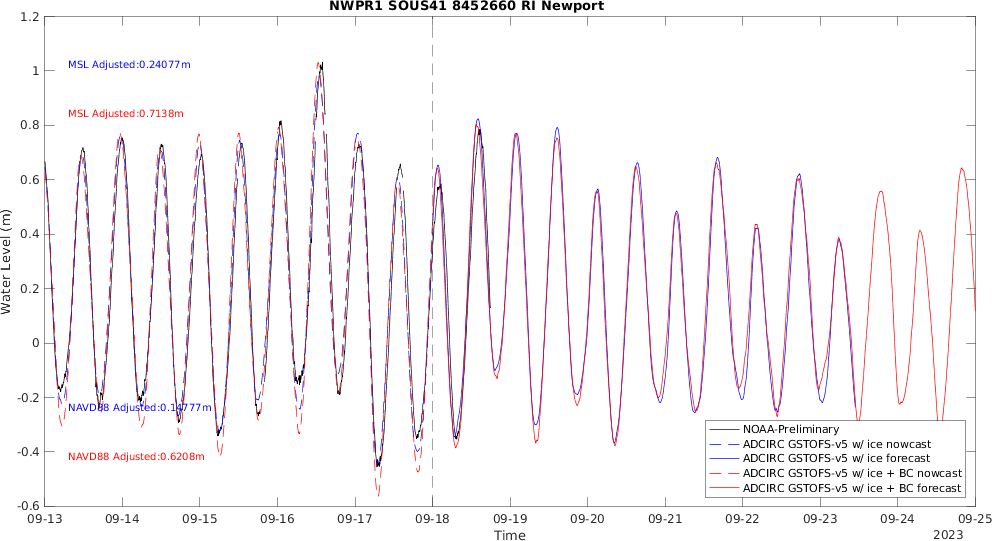 NWPR1 SOUS41 8452660 RI Newport
1.2
1
0.8
0.6
0.4
0.2
0
-0.2
-0.4
-0.6
Water Level (m)
MSL Adjusted:0.24077m
MSL Adjusted:0.7138m
NAVD88 Adjusted:0.14777m
NAVD88 Adjusted:0.6208m
NOAA-Preliminary
ADCIRC GSTOFS-v5 w/ ice nowcast
ADCIRC GSTOFS-v5 w/ ice forecast
ADCIRC GSTOFS-v5 w/ ice + BC nowcast
ADCIRC GSTOFS-v5 w/ ice + BC forecast
09-13 09-14 09-15 09-16 09-17 09-18 09-19 09-20 09-21 09-22 09-23 09-24 09-25
Time
2023